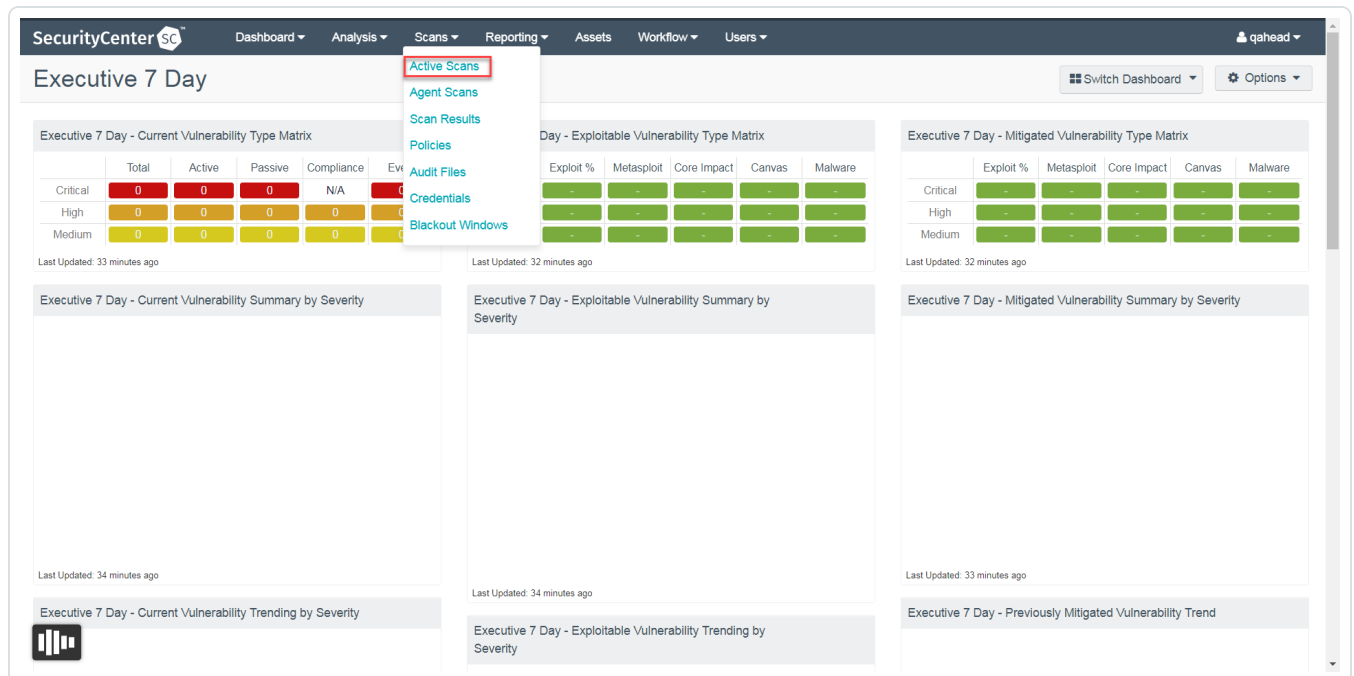 SecurityCenter SC™ Dashboard Analysis Scans Reporting Assets Workflow Users qahead
Active Scans
Agent Scans
Scan Results
Policies
Audit Files
Credentials
Blackout Windows
Executive 7 Day Switch Dashboard Options
Executive 7 Day - Current Vulnerability Type Matrix
Total Active Passive Compliance Eve
Critical 0 0 0 N/A 0
High 0 0 0 0 0
Medium 0 0 0 0 0
Last Updated: 33 minutes ago
Day - Exploitable Vulnerability Type Matrix
Exploit % Metasploit Core Impact Canvas Malware
- - - - -
- - - - -
- - - - -
Last Updated: 32 minutes ago
Executive 7 Day - Mitigated Vulnerability Type Matrix
Exploit % Metasploit Core Impact Canvas Malware
Critical - - - - -
High - - - - -
Medium - - - - -
Last Updated: 32 minutes ago
Executive 7 Day - Current Vulnerability Summary by Severity
Last Updated: 34 minutes ago
Executive 7 Day - Exploitable Vulnerability Summary by
Severity
Last Updated: 34 minutes ago
Executive 7 Day - Mitigated Vulnerability Summary by Severity
Last Updated: 33 minutes ago
Executive 7 Day - Current Vulnerability Trending by Severity
Executive 7 Day - Exploitable Vulnerability Trending by
Severity
Executive 7 Day - Previously Mitigated Vulnerability Trend